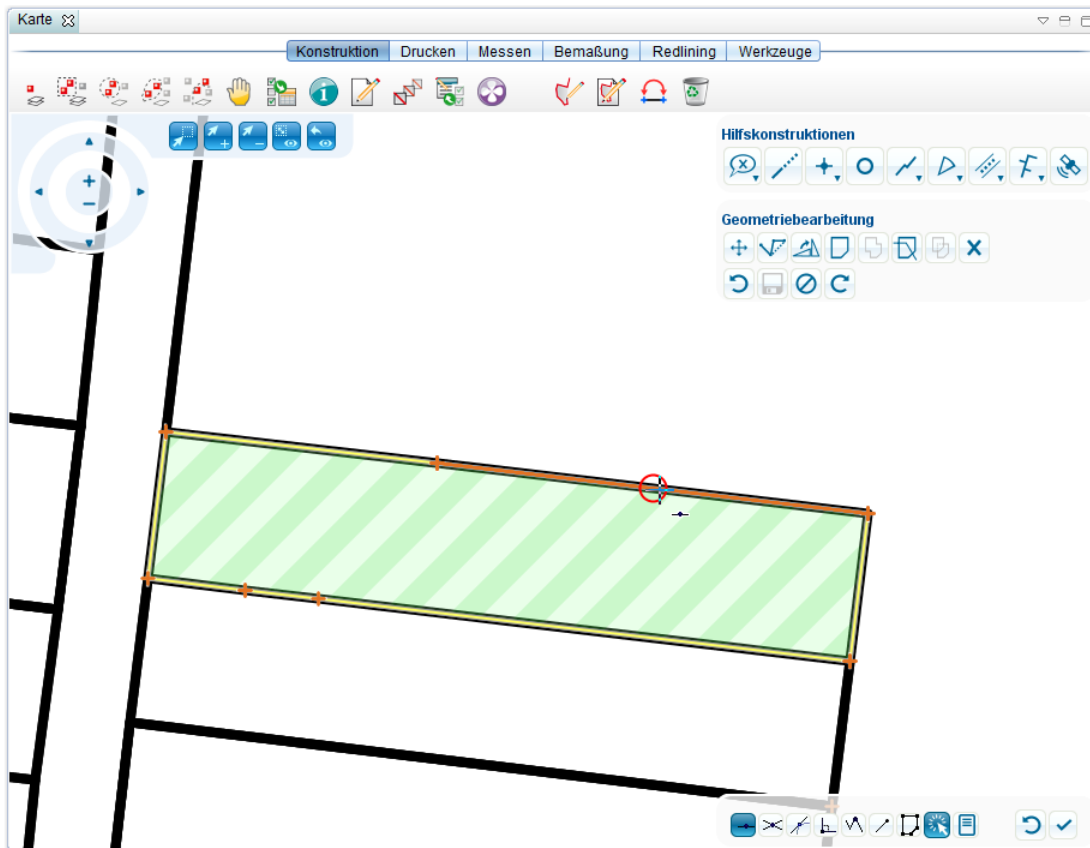 Karte
Konstruktion Drucken Messen Bemaßung Redlining Werkzeuge
Hilfskonstruktionen
Geometriebearbeitung